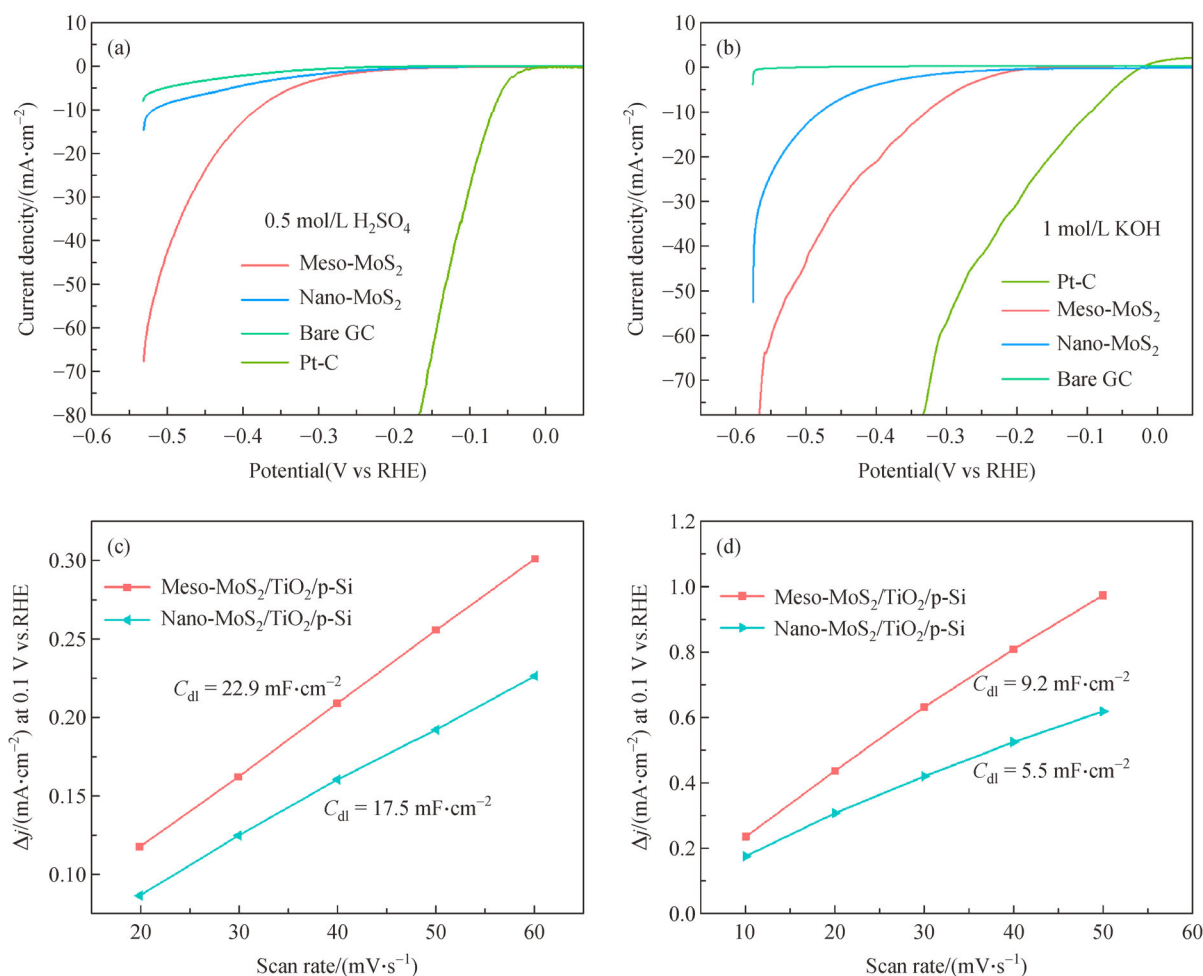 (a)
10
0
−10
−20
−30
−40
−50
−60
−70
−80
Current dencity/(mA·cm⁻²)
0.5 mol/L H₂SO₄
Meso-MoS₂
Nano-MoS₂
Bare GC
Pt-C
−0.6 −0.5 −0.4 −0.3 −0.2 −0.1 0.0
Potential(V vs RHE)
(b)
10
0
−10
−20
−30
−40
−50
−60
−70
Current dencity/(mA·cm⁻²)
1 mol/L KOH
Pt-C
Meso-MoS₂
Nano-MoS₂
Bare GC
−0.6 −0.5 −0.4 −0.3 −0.2 −0.1 0.0
Potential(V vs RHE)
(c)
0.30
0.25
0.20
0.15
0.10
Δj/(mA·cm⁻²) at 0.1 V vs.RHE
Meso-MoS₂/TiO₂/p-Si
Nano-MoS₂/TiO₂/p-Si
Cdl = 22.9 mF·cm⁻²
Cdl = 17.5 mF·cm⁻²
20 30 40 50 60
Scan rate/(mV·s⁻¹)
(d)
1.2
1.0
0.8
0.6
0.4
0.2
0.0
Δj/(mA·cm⁻²) at 0.1 V vs.RHE
Meso-MoS₂/TiO₂/p-Si
Nano-MoS₂/TiO₂/p-Si
Cdl = 9.2 mF·cm⁻²
Cdl = 5.5 mF·cm⁻²
10 20 30 40 50 60
Scan rate/(mV·s⁻¹)